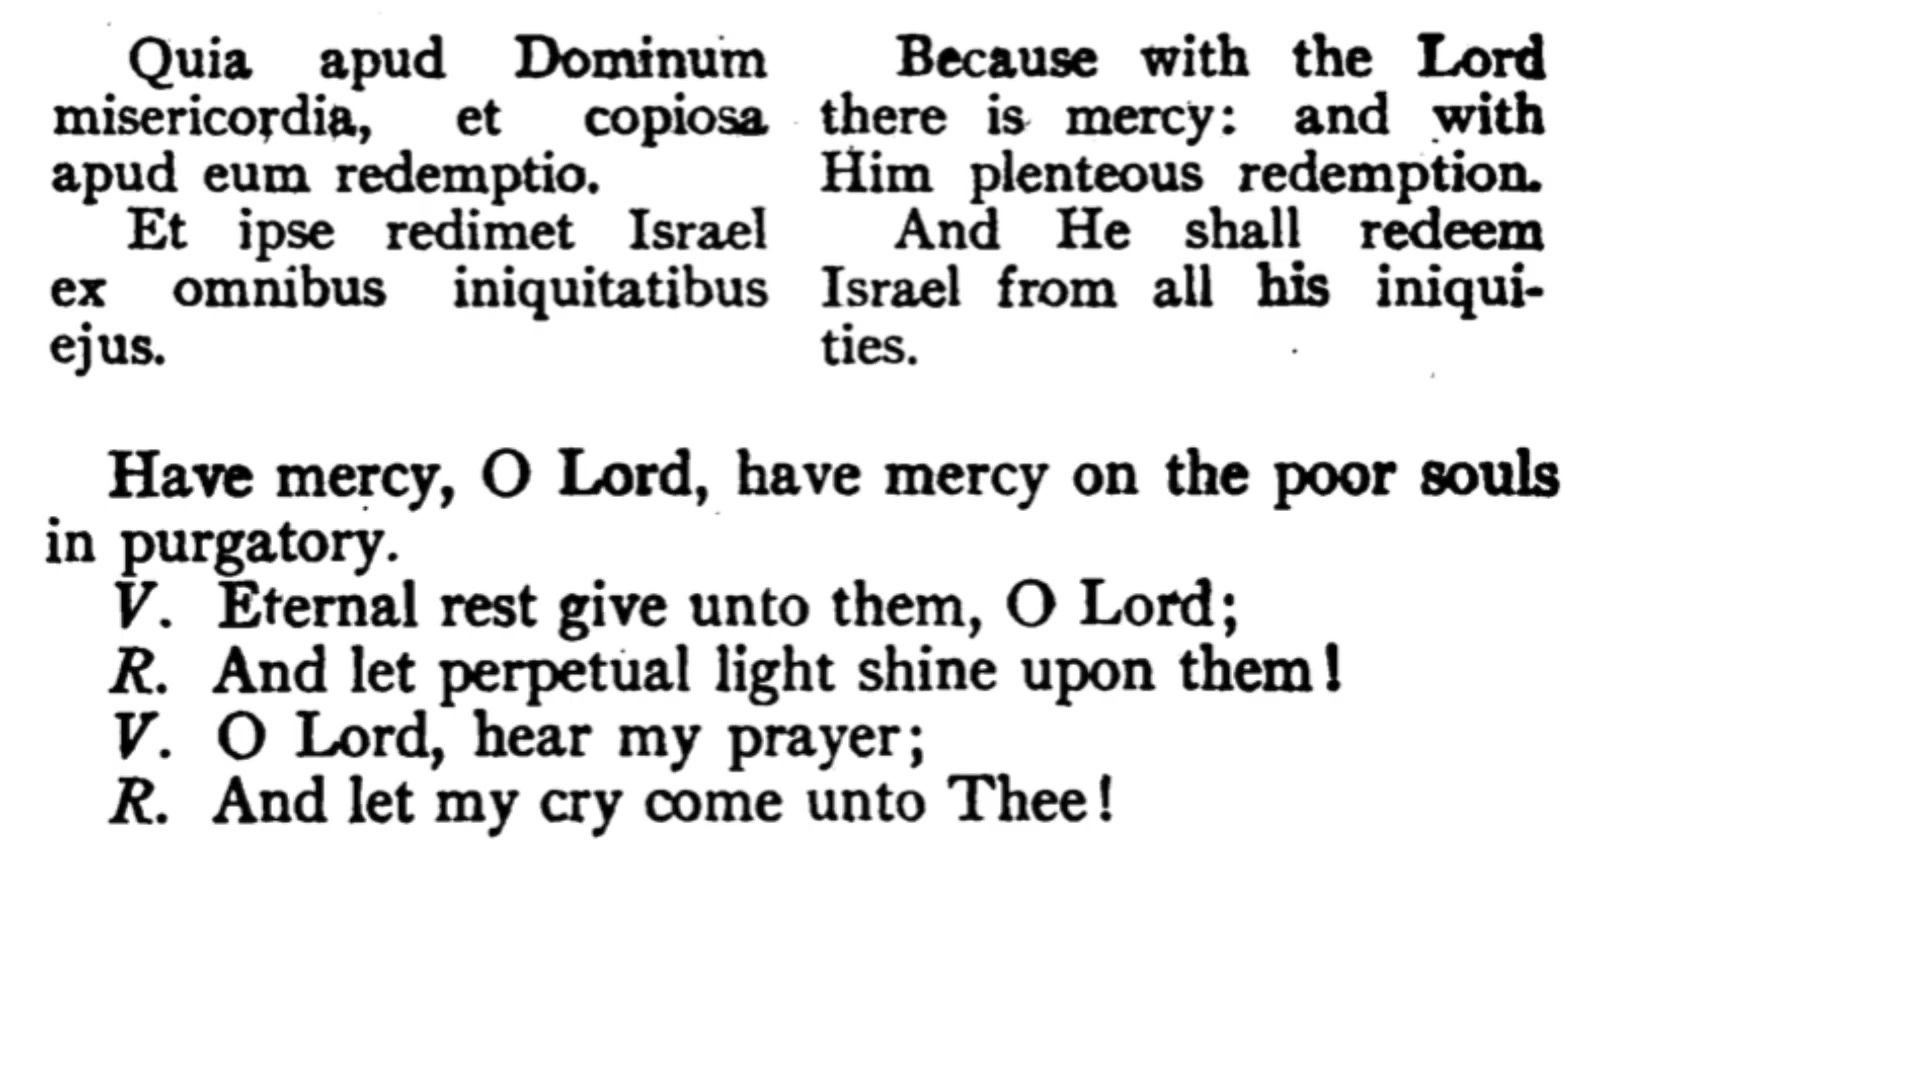 Quia apud Dominum
misericordia, et copiosa
apud eum redemptio.
Et ipse redimet Israel
ex omnibus iniquitatibus
ejus.
Because with the Lord
there is mercy: and with
Him plenteous redemption.
And He shall redeem
Israel from all his iniqui-
ties.
Have mercy, O Lord, have mercy on the poor souls
in purgatory.
V. Eternal rest give unto them, O Lord;
R. And let perpetual light shine upon them!
V. O Lord, hear my prayer;
R. And let my cry come unto Thee!